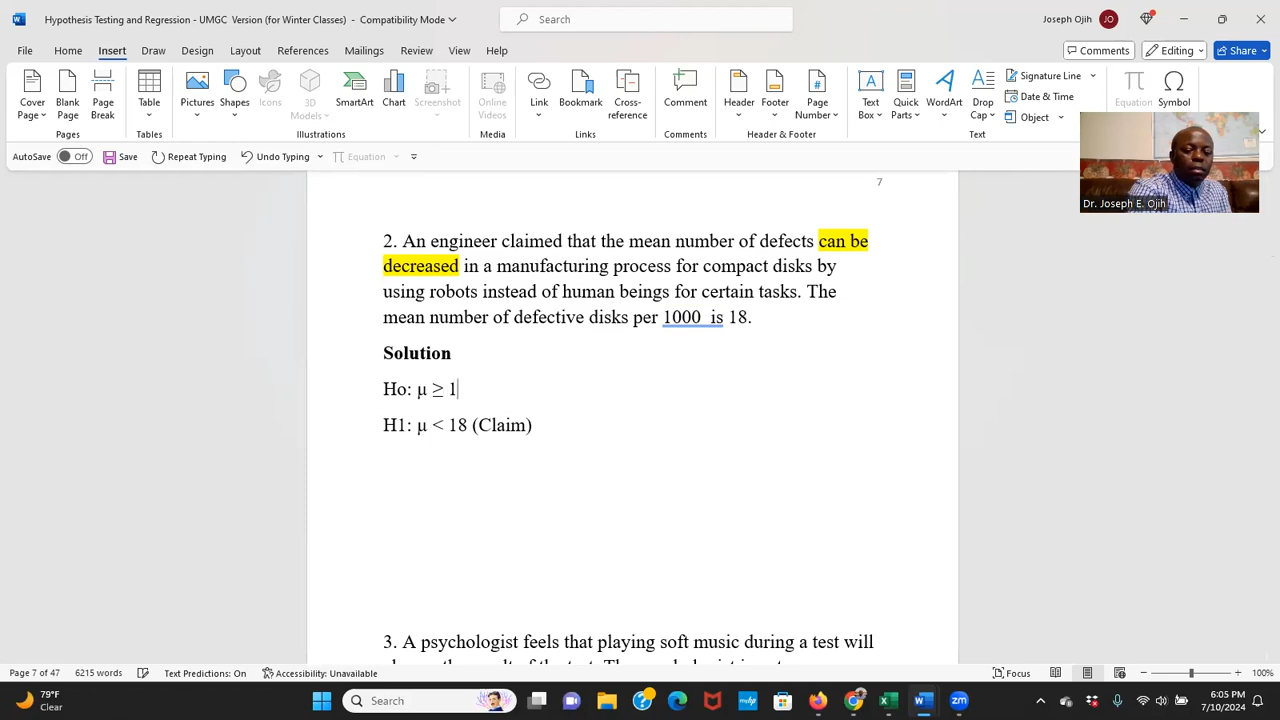 Hypothesis Testing and Regression - UMGC Version (for Winter Classes) - Compatibility Mode
Search
Joseph Ojih
JO
File Home Insert Draw Design Layout References Mailings Review View Help
Comments
Editing
Share
Cover Page
Blank Page
Page Break
Table
Pictures
Shapes
Icons
3D Models
SmartArt
Chart
Screenshot
Online Videos
Link
Bookmark
Cross-reference
Comment
Header
Footer
Page Number
Text Box
Quick Parts
WordArt
Drop Cap
Signature Line
Date & Time
Object
Equation
Symbol
Pages
Tables
Illustrations
Media
Links
Comments
Header & Footer
Text
AutoSave Off Save Repeat Typing Undo Typing Equation
Dr. Joseph E. Ojih
7
2. An engineer claimed that the mean number of defects can be
decreased in a manufacturing process for compact disks by
using robots instead of human beings for certain tasks. The
mean number of defective disks per 1000 is 18.
Solution
Ho: μ ≥ 1
H1: μ < 18 (Claim)
3. A psychologist feels that playing soft music during a test will
Page 7 of 47 6215 words Text Predictions: On Accessibility: Unavailable
Focus
100%
79°F
Clear
Search
6:05 PM
7/10/2024